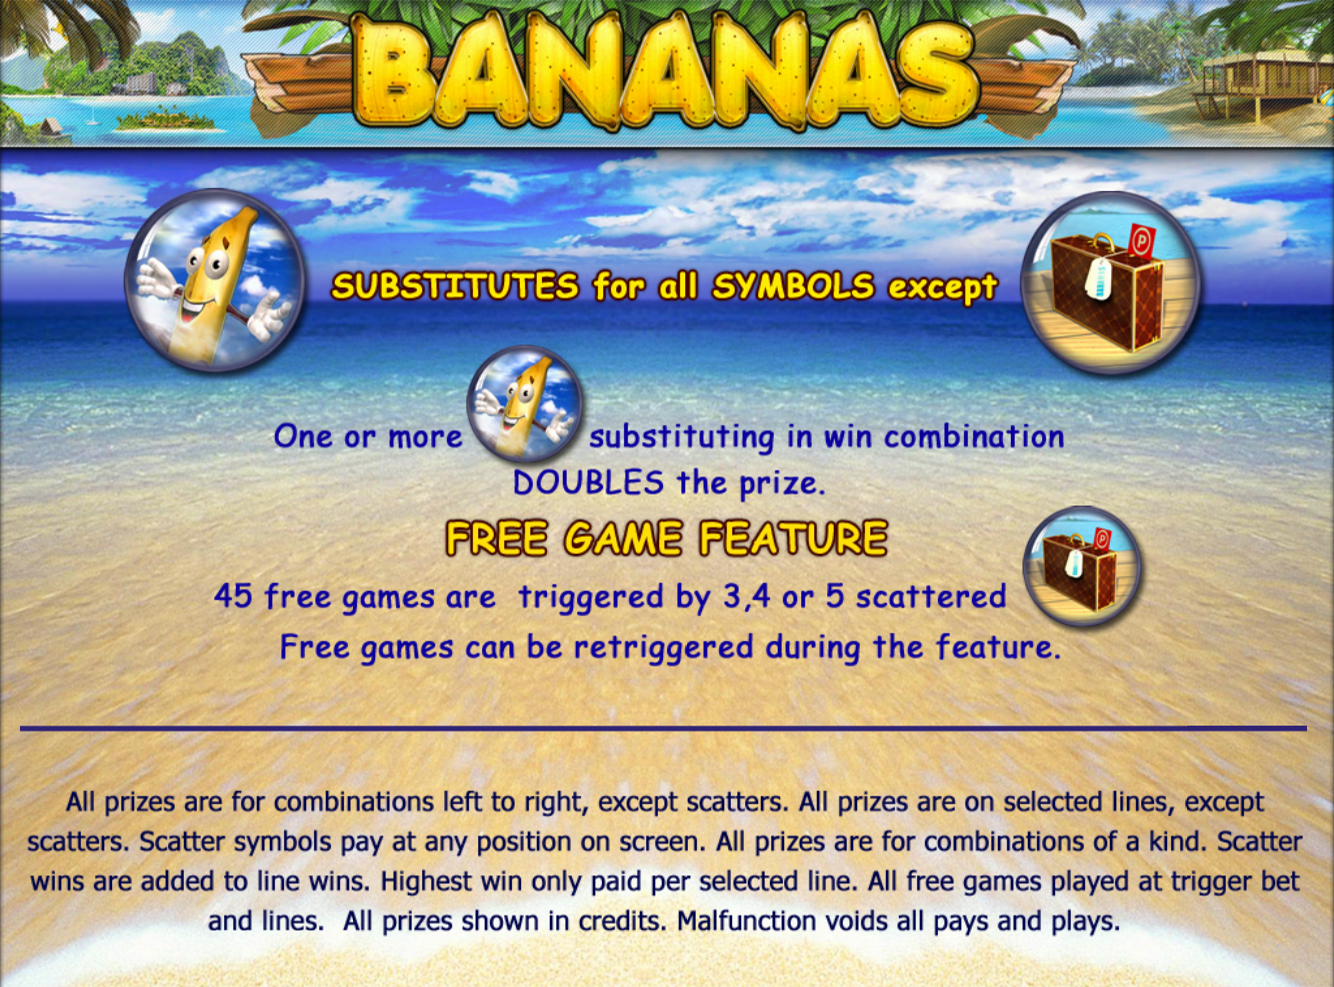 BANANAS
SUBSTITUTES for all SYMBOLS except
P
One or more substituting in win combination
DOUBLES the prize.
FREE GAME FEATURE
45 free games are triggered by 3,4 or 5 scattered
P
Free games can be retriggered during the feature.
All prizes are for combinations left to right, except scatters. All prizes are on selected lines, except
scatters. Scatter symbols pay at any position on screen. All prizes are for combinations of a kind. Scatter
wins are added to line wins. Highest win only paid per selected line. All free games played at trigger bet
and lines. All prizes shown in credits. Malfunction voids all pays and plays.